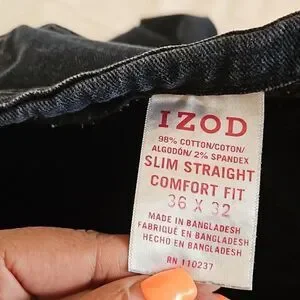 IZOD
98% COTTON/COTON/
ALGODÓN/ 2% SPANDEX
SLIM STRAIGHT
COMFORT FIT
36 X 32
MADE IN BANGLADESH
FABRIQUÉ EN BANGLADESH
HECHO EN BANGLADESH
RN 110237